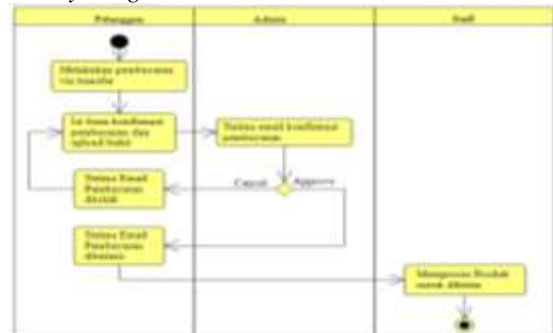 Pelanggan
Admin
Staff
Melakukan pembayaran
via transfer
Isi form konfirmasi
pembayaran dan
upload bukti
Terima email konfirmasi
pembayaran
Cancel
Approve
Terima Email
Pembayaran
ditolak
Terima Email
Pembayaran
diterima
Memproses Produk
untuk dikirim